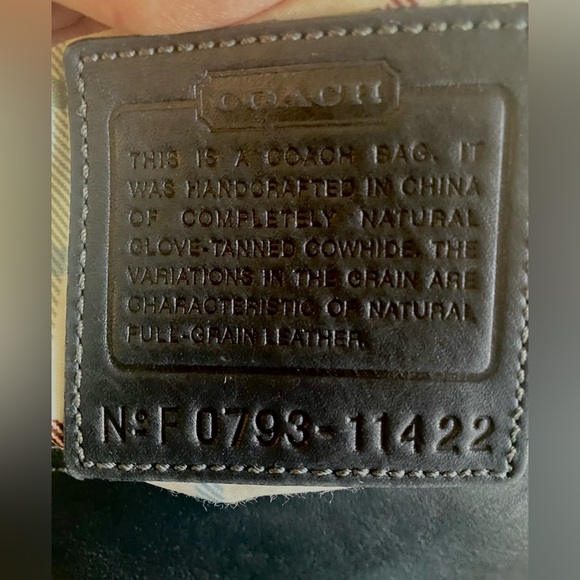 COACH
THIS IS A COACH BAG. IT
WAS HANDCRAFTED IN CHINA
OF COMPLETELY NATURAL
GLOVE-TANNED COWHIDE. THE
VARIATIONS IN THE GRAIN ARE
CHARACTERISTIC OF NATURAL
FULL-GRAIN LEATHER.
Nº F0793-11422